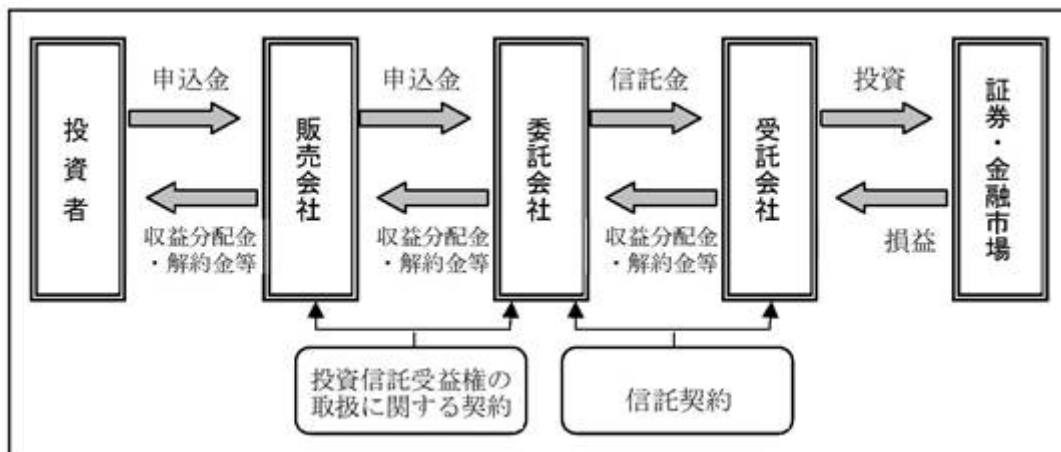 申込金
申込金
信託金
投資
投資者
販売会社
委託会社
受託会社
証券・金融市場
収益分配金
・解約金等
収益分配金
・解約金等
収益分配金
・解約金等
損益
投資信託受益権の
取扱に関する契約
信託契約